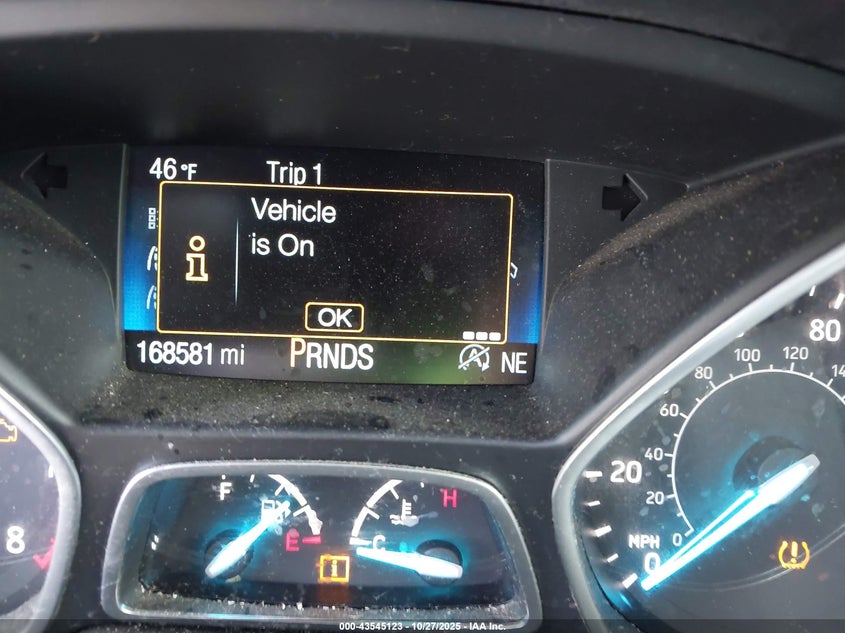 46 °F Trip 1
Vehicle
is On
i
OK
168581 mi PRNDS A NE
80
80 100 120
60
40
20
20
0
MPH
0
F
H
E
C
i
8
000-43545123 - 10/27/2025 - IAA Inc.